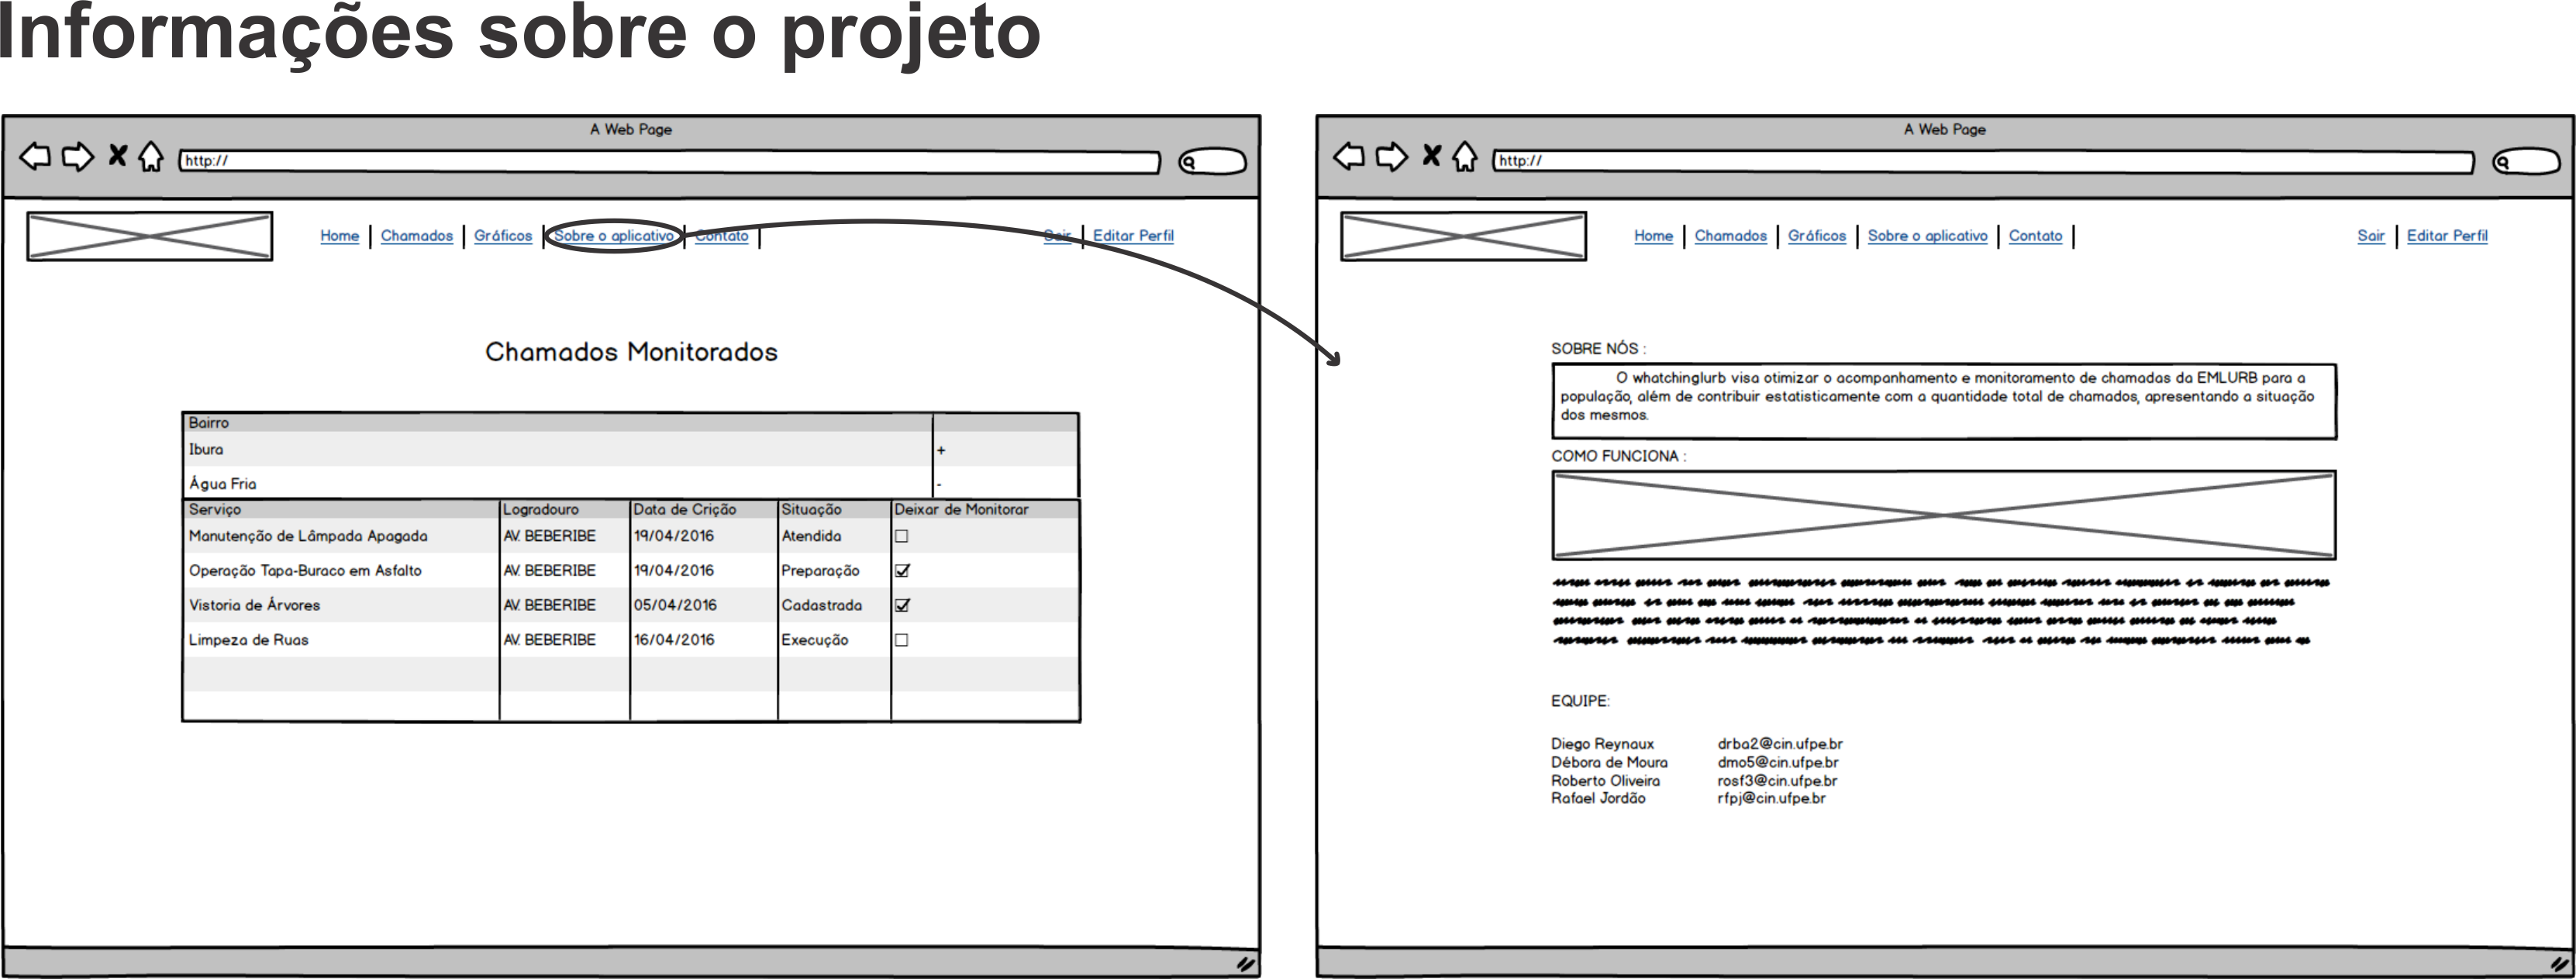 Informações sobre o projeto
A Web Page
http://
Home Chamados Gráficos Sobre o aplicativo Contato Sair Editar Perfil
Chamados Monitorados
Bairro
Ibura +
Água Fria -
Serviço Logradouro Data de Crição Situação Deixar de Monitorar
Manutenção de Lâmpada Apagada AV. BEBERIBE 19/04/2016 Atendida
Operação Tapa-Buraco em Asfalto AV. BEBERIBE 19/04/2016 Preparação
Vistoria de Árvores AV. BEBERIBE 05/04/2016 Cadastrada
Limpeza de Ruas AV. BEBERIBE 16/04/2016 Execução
A Web Page
http://
Home Chamados Gráficos Sobre o aplicativo Contato Sair Editar Perfil
SOBRE NÓS :
O whatchinglurb visa otimizar o acompanhamento e monitoramento de chamadas da EMLURB para a
população, além de contribuir estatisticamente com a quantidade total de chamados, apresentando a situação
dos mesmos.
COMO FUNCIONA :
EQUIPE:
Diego Reynaux drba2@cin.ufpe.br
Débora de Moura dmo5@cin.ufpe.br
Roberto Oliveira rosf3@cin.ufpe.br
Rafael Jordão rfpj@cin.ufpe.br